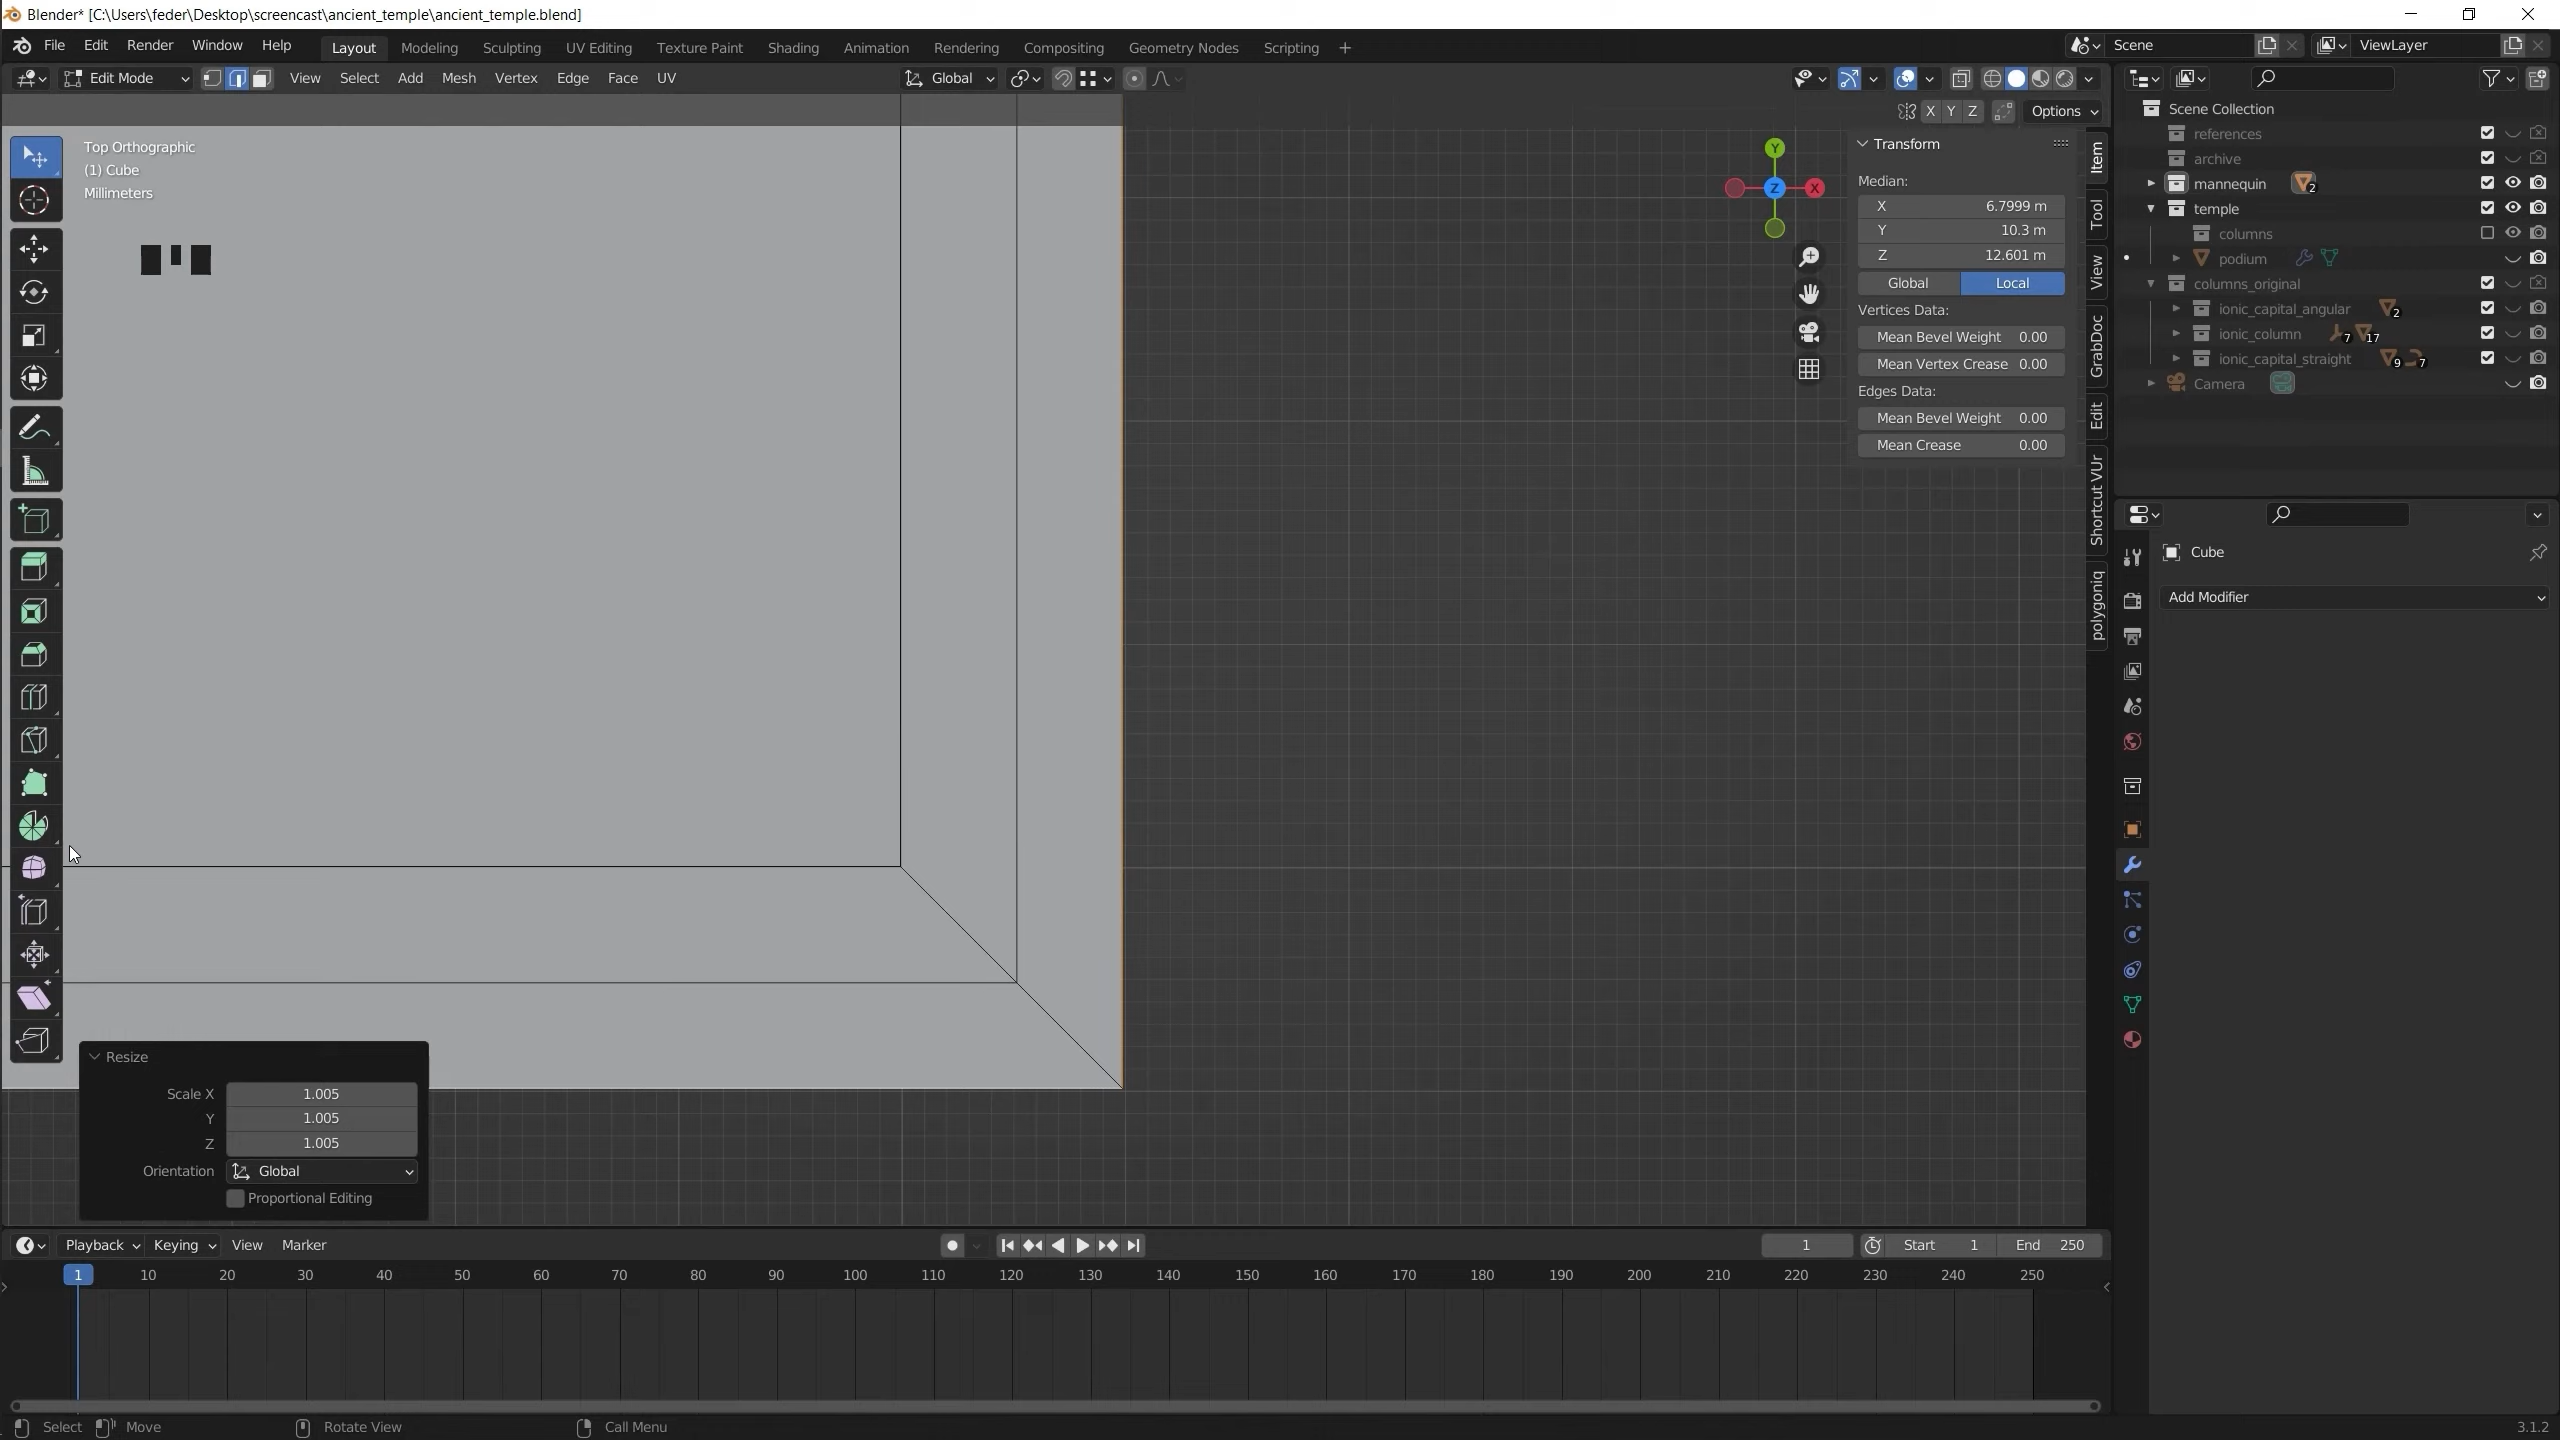 Blender* [C:\Users\feder\Desktop\screencast\ancient_temple\ancient_temple.blend]
File Edit Render Window Help Layout Modeling Sculpting UV Editing Texture Paint Shading Animation Rendering Compositing Geometry Nodes Scripting + Scene ViewLayer
Edit Mode View Select Add Mesh Vertex Edge Face UV Global
X Y Z Options
Top Orthographic
(1) Cube
Millimeters
Y
Z X
Transform
Median:
X 6.7999 m
Y 10.3 m
Z 12.601 m
Global Local
Vertices Data:
Mean Bevel Weight 0.00
Mean Vertex Crease 0.00
Edges Data:
Mean Bevel Weight 0.00
Mean Crease 0.00
Item
Tool
View
GrabDoc
Edit
Shortcut VUr
polygoniq
Scene Collection
references
archive
mannequin 2
temple
columns
podium
columns_original
ionic_capital_angular 2
ionic_column 7 17
ionic_capital_straight 9 7
Camera
Cube
Add Modifier
Resize
Scale X 1.005
Y 1.005
Z 1.005
Orientation Global
Proportional Editing
Playback Keying View Marker 1 Start 1 End 250
1 10 20 30 40 50 60 70 80 90 100 110 120 130 140 150 160 170 180 190 200 210 220 230 240 250
Select Move Rotate View Call Menu 3.1.2